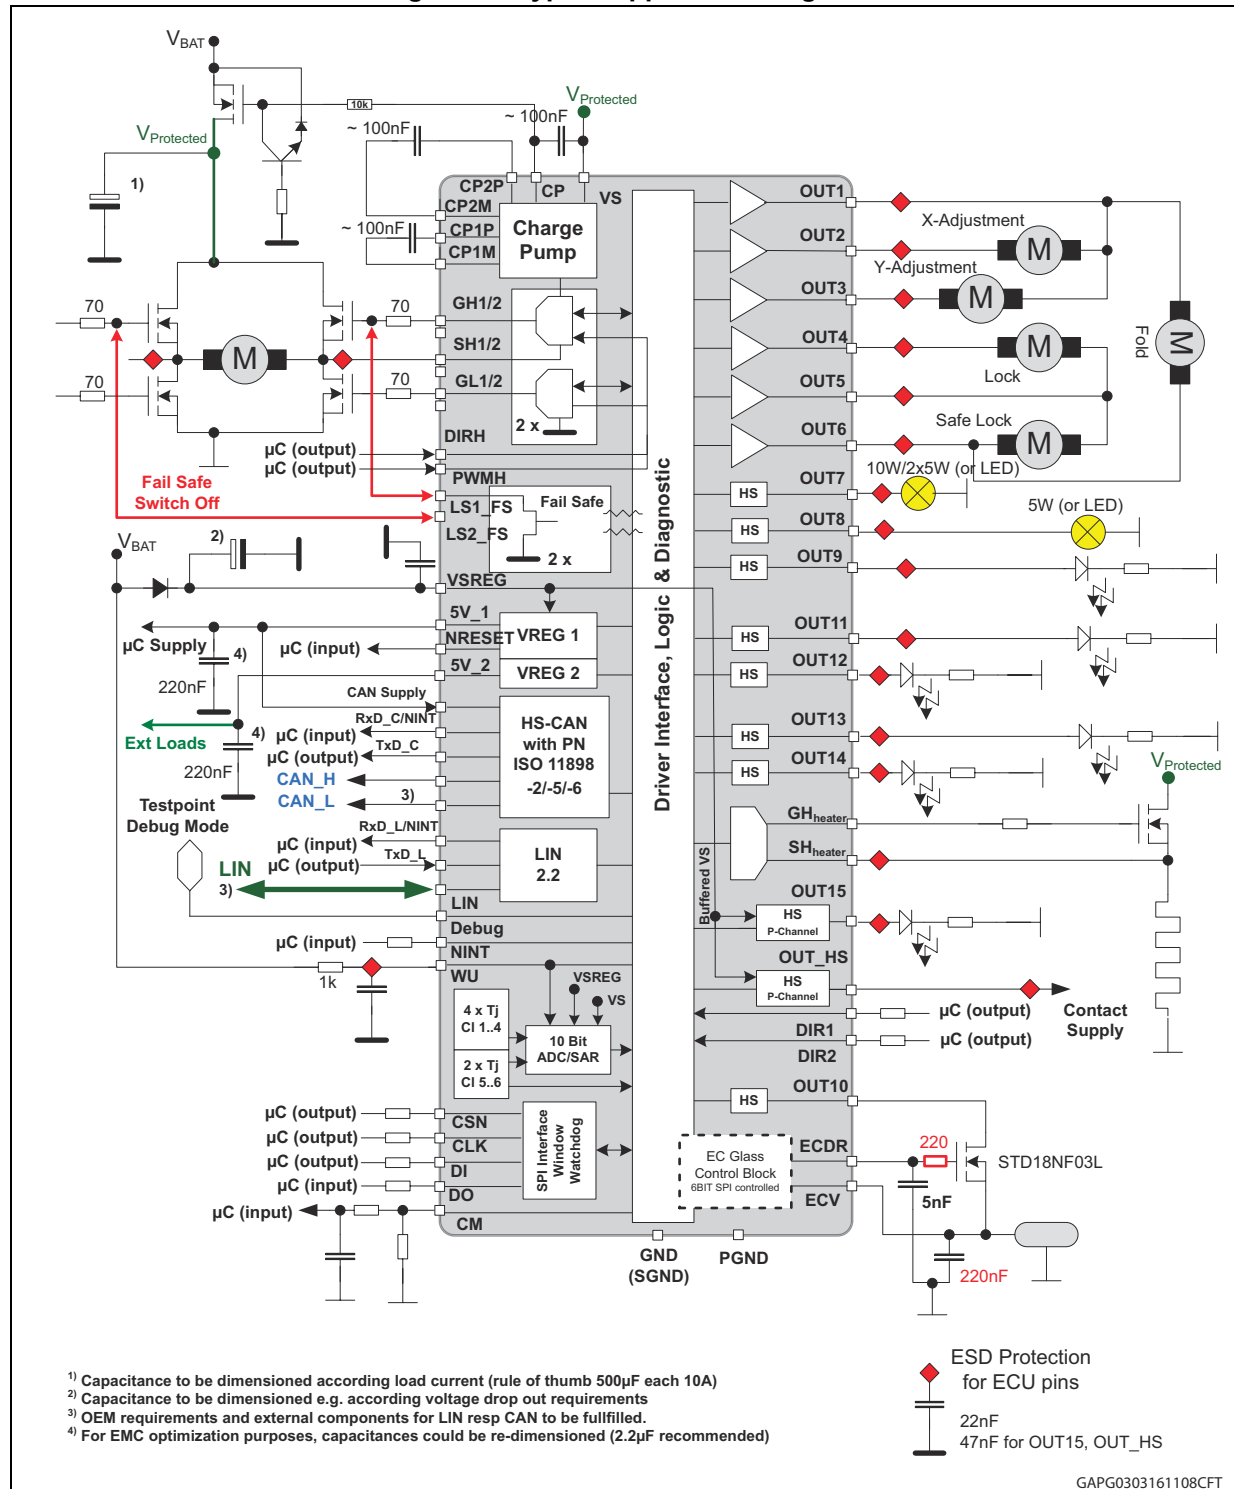 VBAT
10k
VProtected
~ 100nF
~ 100nF
VProtected
1)
CP2P
CP
VS
CP2M
OUT1
~ 100nF
CP1P
CP1M
Charge
Pump
X-Adjustment
OUT2
M
Y-Adjustment
OUT3
M
70
70
GH1/2
M
SH1/2
OUT4
M
Lock
M
Fold
70
70
GL1/2
OUT5
2 x
Safe Lock
OUT6
M
µC (output)
DIRH
µC (output)
PWMH
10W/2x5W (or LED)
HS
OUT7
Fail Safe
Switch Off
LS1_FS
Fail Safe
LS2_FS
2 x
5W (or LED)
HS
OUT8
VBAT
2)
HS
OUT9
VSREG
5V_1
VREG 1
µC Supply
NRESET
µC (input)
4)
220nF
5V_2
VREG 2
HS
OUT11
HS
OUT12
CAN Supply
RxD_C/NINT
µC (input)
TxD_C
µC (output)
CAN_H
CAN_L
3)
HS-CAN
with PN
ISO 11898
-2/-5/-6
Ext Loads
4)
220nF
HS
OUT13
HS
OUT14
VProtected
Testpoint
Debug Mode
RxD_L/NINT
µC (input)
TxD_L
µC (output)
LIN
2.2
LIN
3)
LIN
Driver Interface, Logic & Diagnostic
GHheater
SHheater
Buffered VS
OUT15
HS
P-Channel
Debug
µC (input)
NINT
1k
WU
OUT_HS
HS
P-Channel
Contact
Supply
VSREG
VS
4 x Tj
Cl 1..4
2 x Tj
Cl 5..6
10 Bit
ADC/SAR
µC (output)
DIR1
µC (output)
DIR2
HS
OUT10
µC (output)
CSN
µC (output)
CLK
µC (output)
DI
µC (input)
DO
µC (input)
CM
SPI Interface
Window
Watchdog
EC Glass
Control Block
6BIT SPI controlled
ECDR
220
STD18NF03L
5nF
ECV
220nF
GND
(SGND)
PGND
1) Capacitance to be dimensioned according load current (rule of thumb 500µF each 10A)
2) Capacitance to be dimensioned e.g. according voltage drop out requirements
3) OEM requirements and external components for LIN resp CAN to be fullfilled.
4) For EMC optimization purposes, capacitances could be re-dimensioned (2.2µF recommended)
ESD Protection
for ECU pins
22nF
47nF for OUT15, OUT_HS
GAPG0303161108CFT